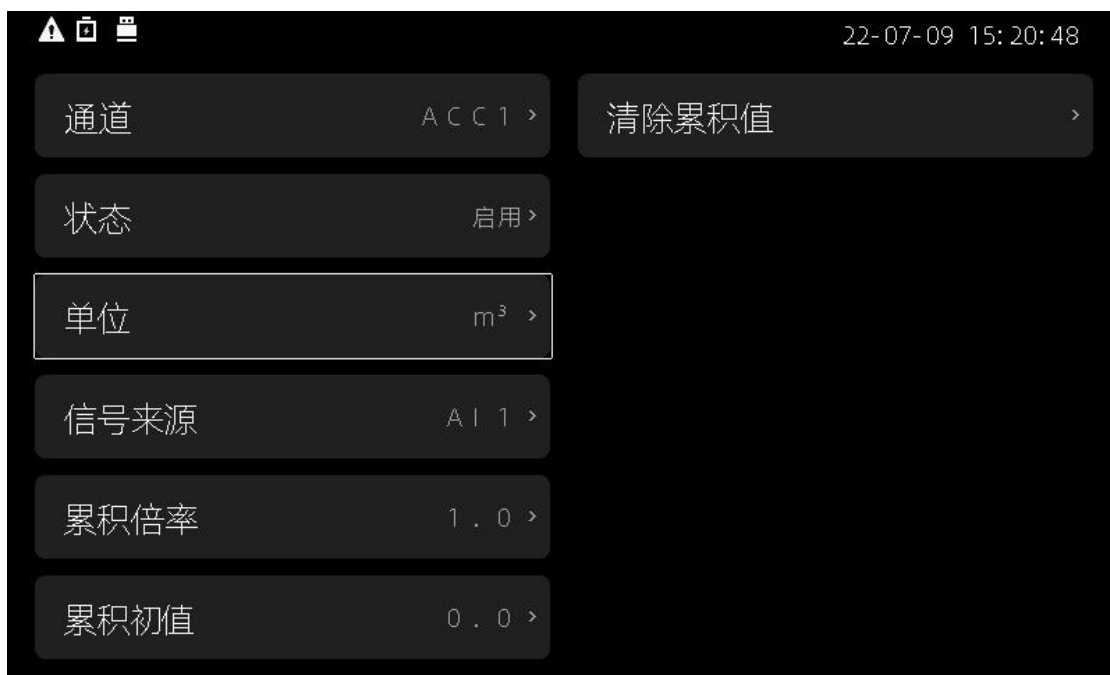 22-07-09 15:20:48
通道 ACC1 >
清除累积值 >
状态 启用 >
单位 m³ >
信号来源 AI1 >
累积倍率 1.0 >
累积初值 0.0 >